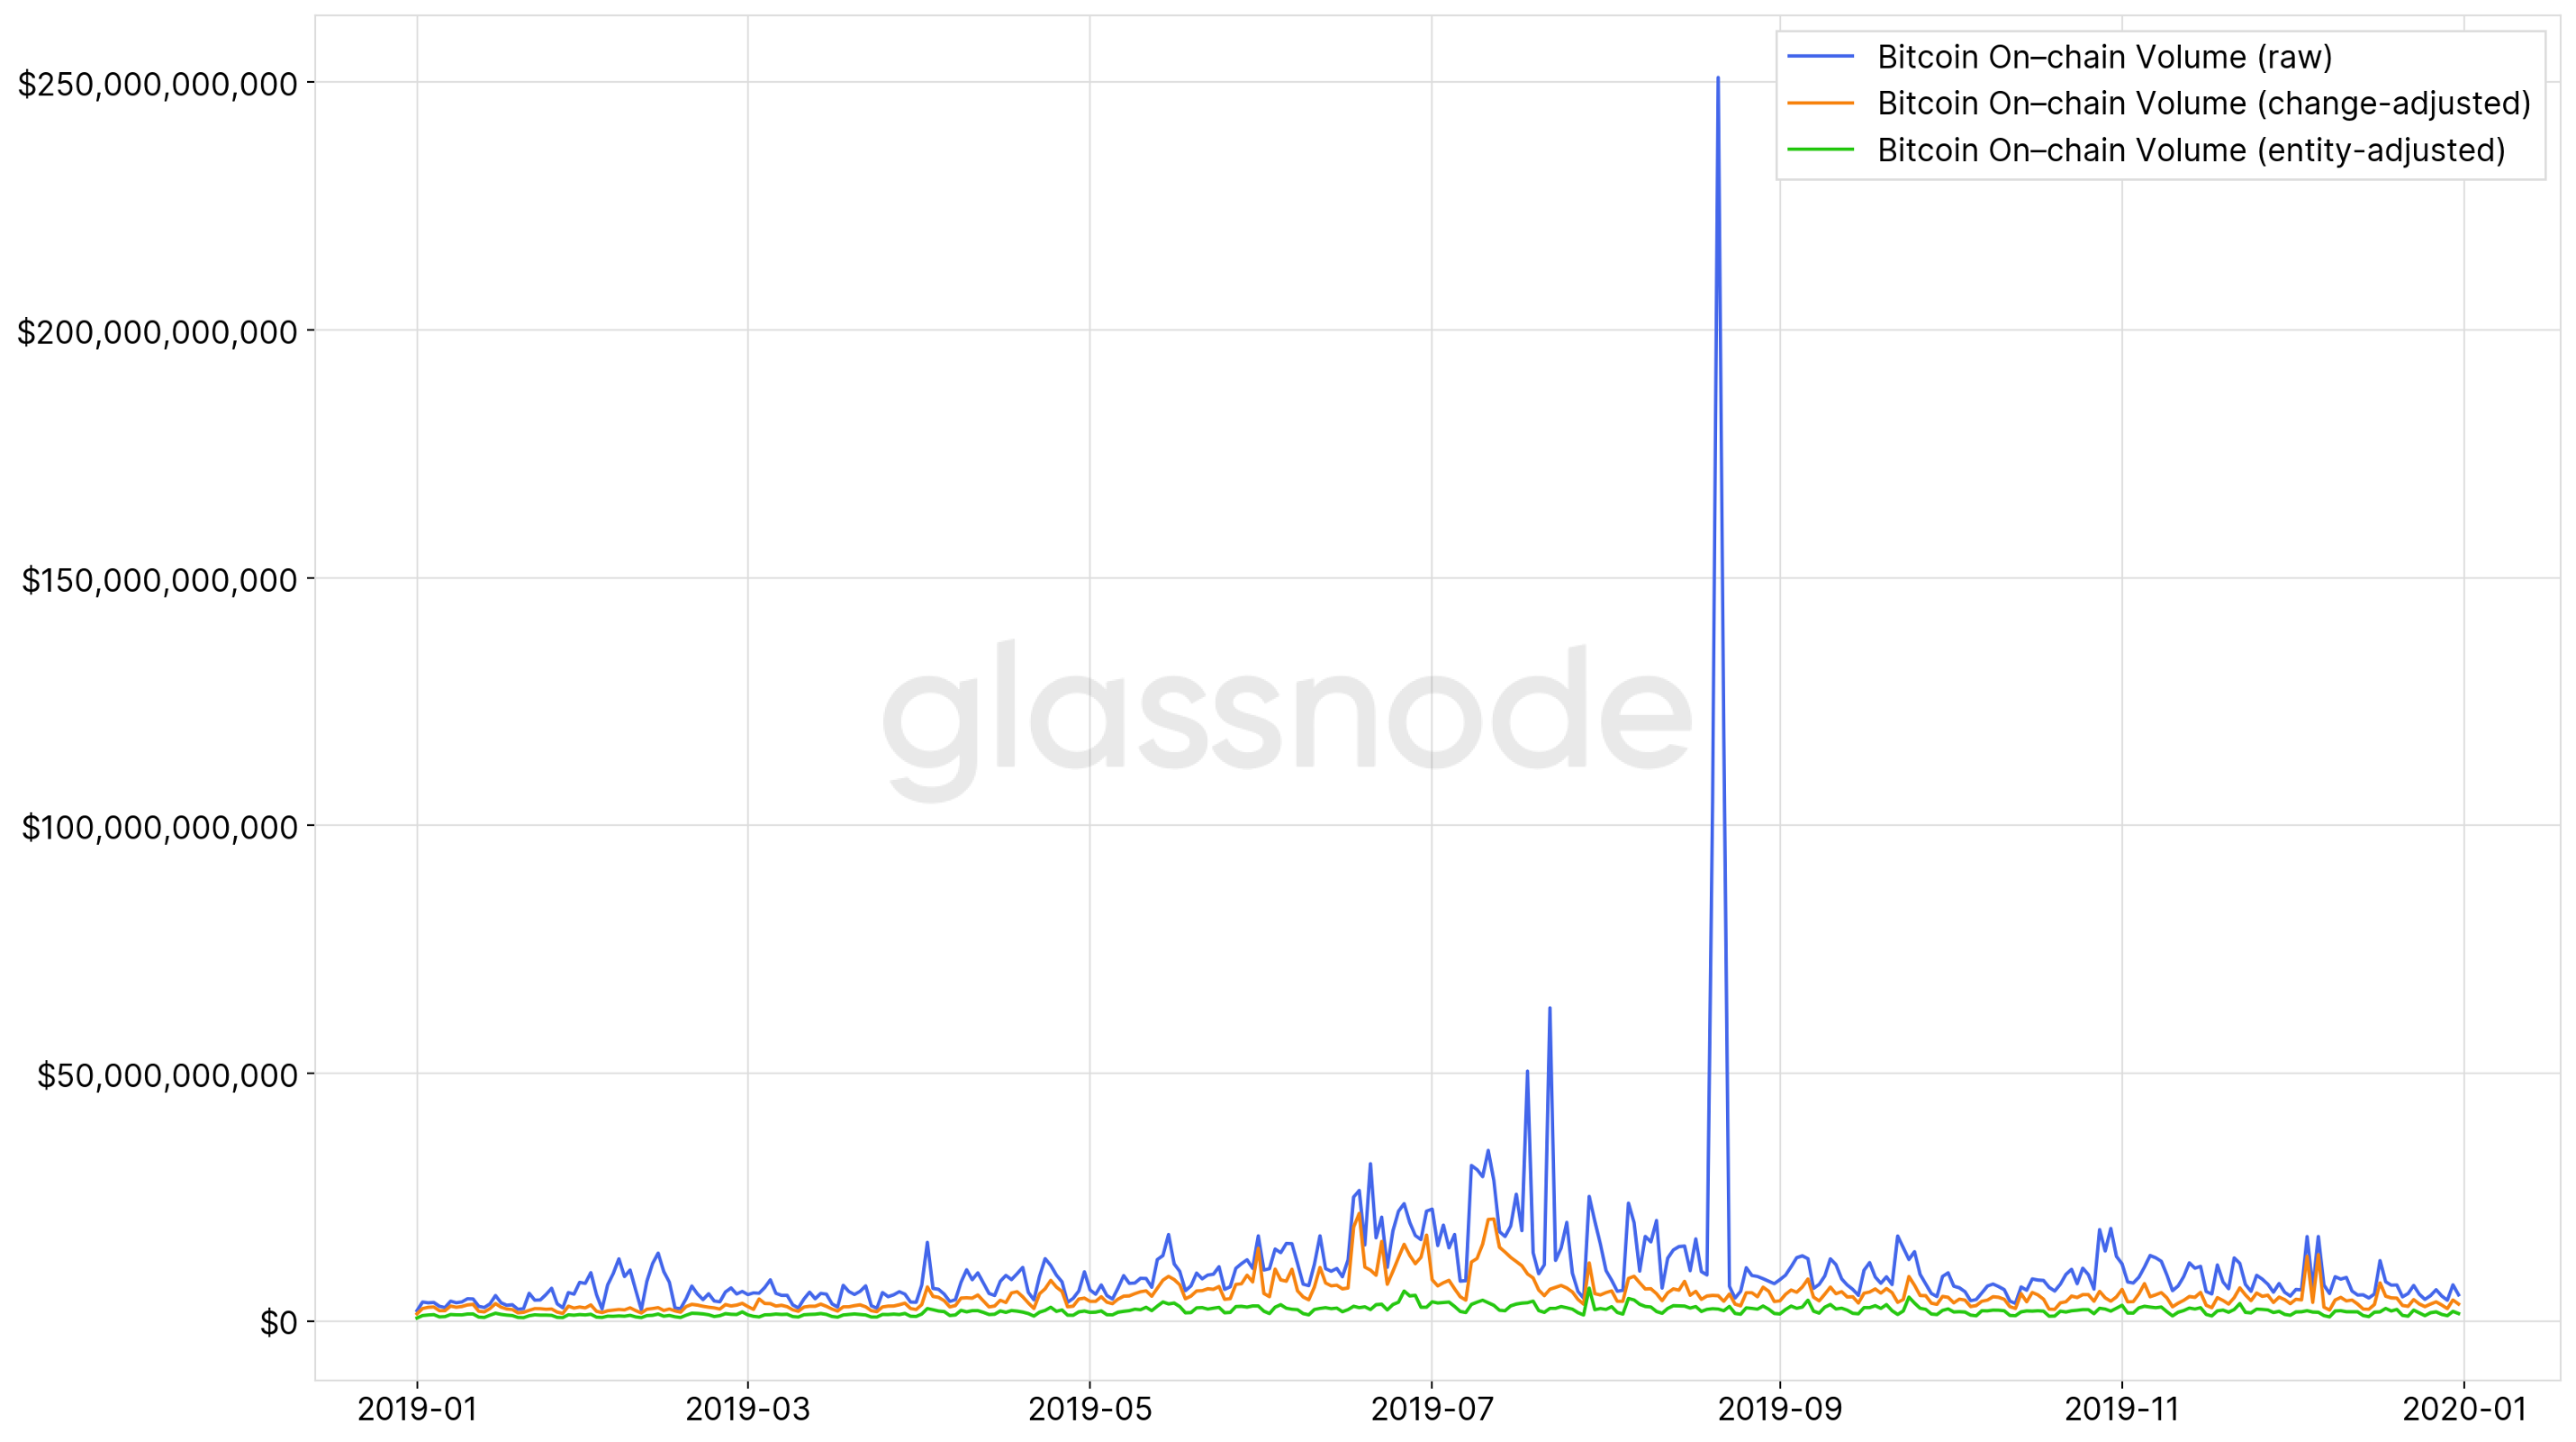 Bitcoin On–chain Volume (raw)
Bitcoin On–chain Volume (change-adjusted)
Bitcoin On–chain Volume (entity-adjusted)
$250,000,000,000
$200,000,000,000
$150,000,000,000
glassnode
$100,000,000,000
$50,000,000,000
$0
2019-01 2019-03 2019-05 2019-07 2019-09 2019-11 2020-01